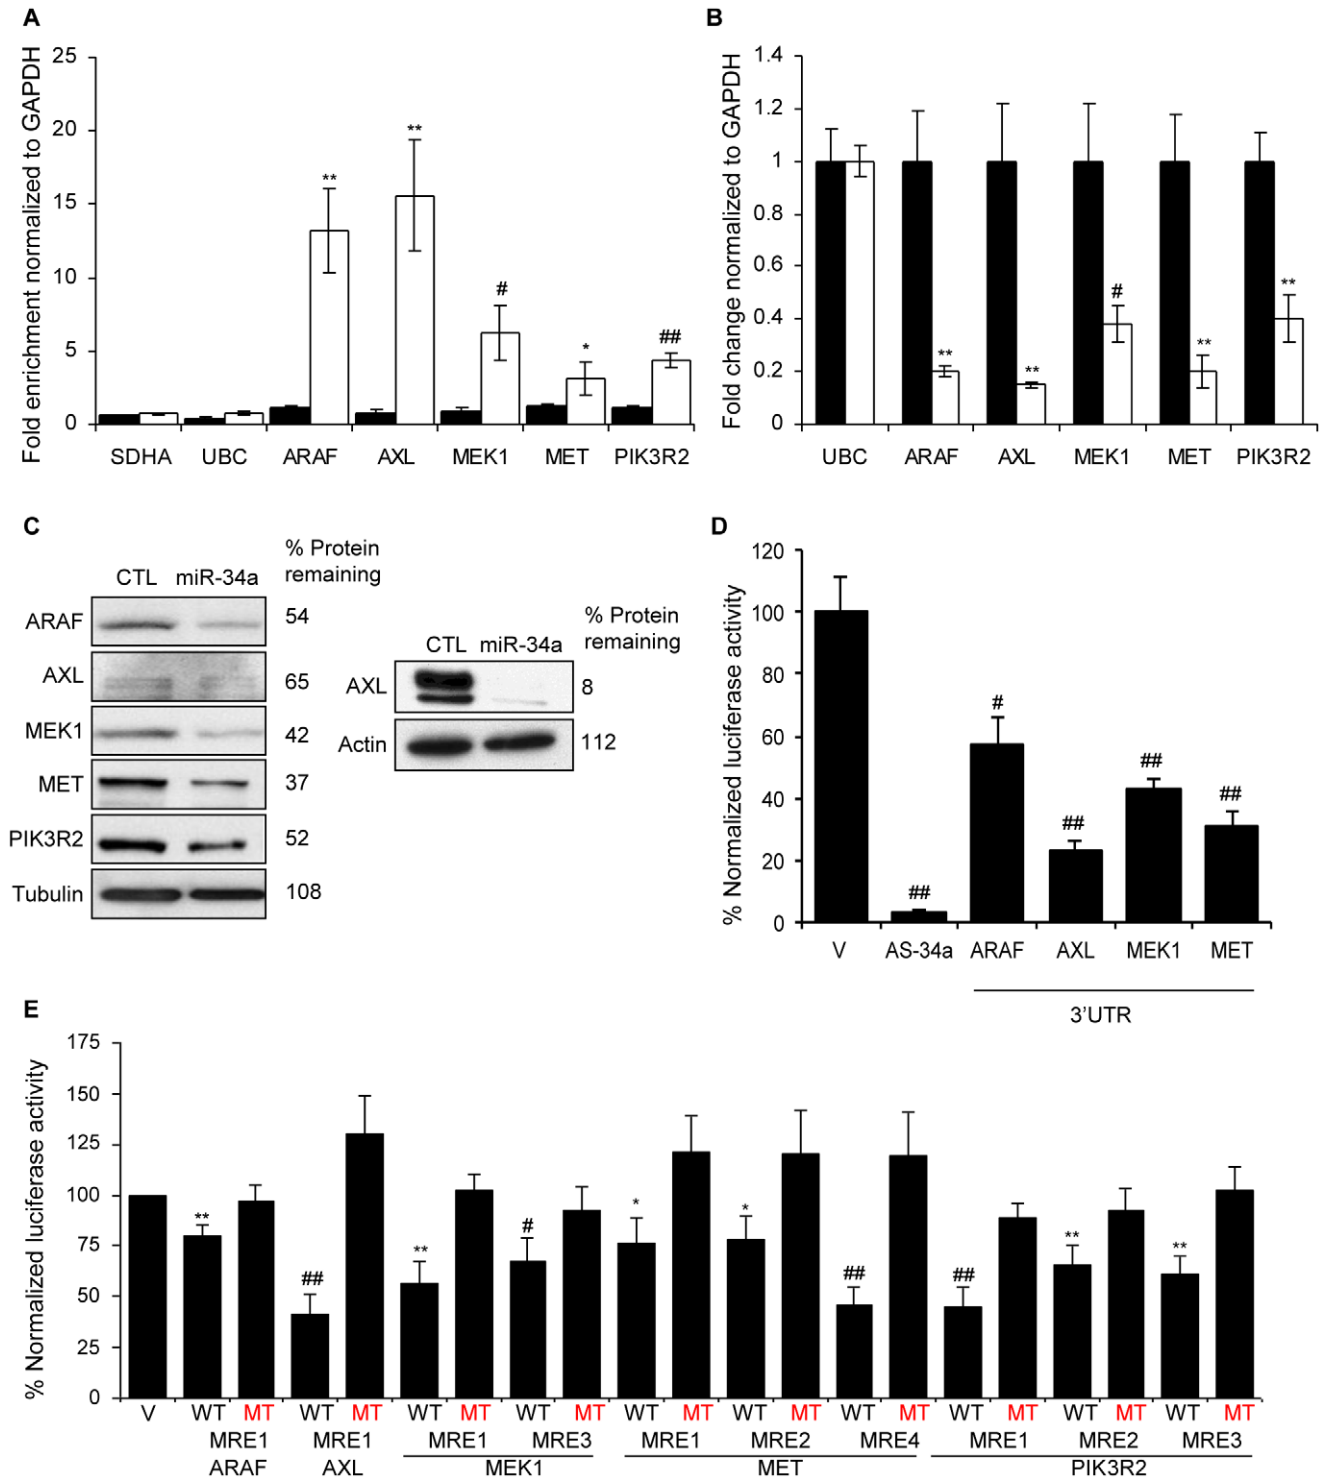 A
Fold enrichment normalized to GAPDH
25
20
15
10
5
0
**
**
#
*
##
SDHA UBC ARAF AXL MEK1 MET PIK3R2
B
Fold change normalized to GAPDH
1.4
1.2
1
0.8
0.6
0.4
0.2
0
**
**
#
**
**
UBC ARAF AXL MEK1 MET PIK3R2
C
CTL miR-34a
% Protein
remaining
ARAF 54
AXL 65
MEK1 42
MET 37
PIK3R2 52
Tubulin 108
CTL miR-34a
% Protein
remaining
AXL 8
Actin 112
D
% Normalized luciferase activity
120
100
80
60
40
20
0
##
#
##
##
##
V AS-34a ARAF AXL MEK1 MET
3'UTR
E
% Normalized luciferase activity
175
150
125
100
75
50
25
0
**
##
**
#
*
*
##
##
**
**
V WT MT WT MT WT MT WT MT WT MT WT MT WT MT WT MT WT MT WT MT
MRE1 MRE1 MRE1 MRE3 MRE1 MRE2 MRE4 MRE1 MRE2 MRE3
ARAF AXL MEK1 MET PIK3R2